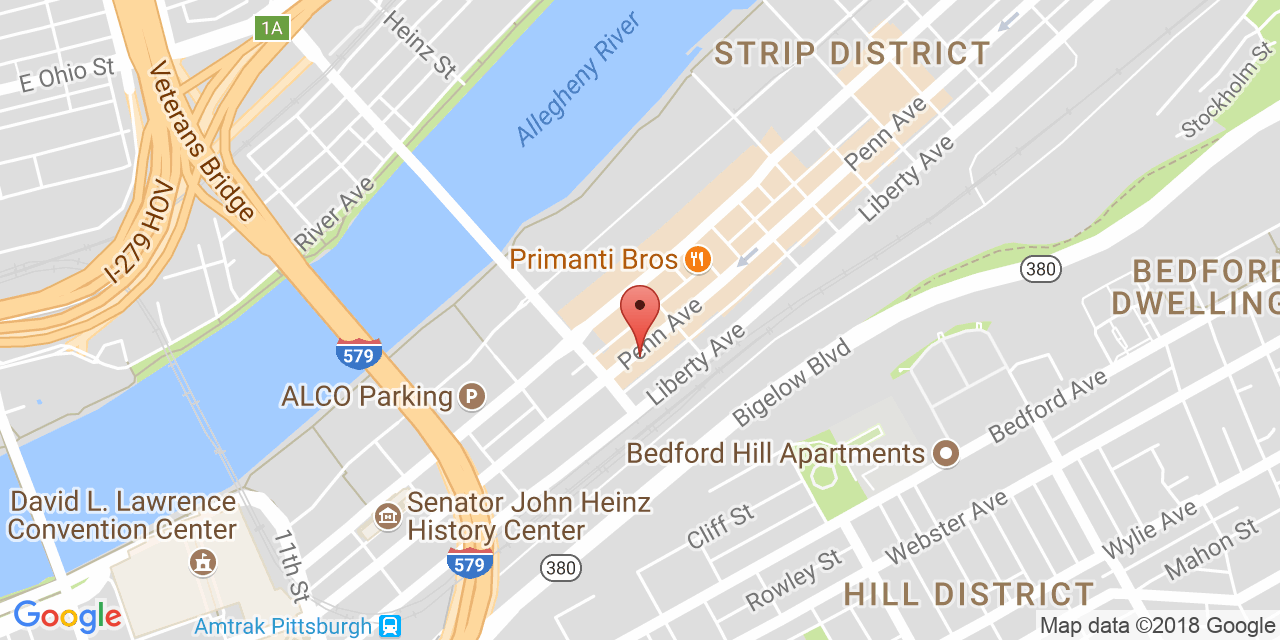 1A
Heinz St
E Ohio St
Veterans Bridge
Allegheny River
STRIP DISTRICT
Stockholm St
Penn Ave
Liberty Ave
River Ave
I-279 HOV
Primanti Bros
380
BEDFORD
DWELLING
Penn Ave
Liberty Ave
579
Bigelow Blvd
ALCO Parking
P
Bedford Ave
Bedford Hill Apartments
David L. Lawrence
Convention Center
Senator John Heinz
History Center
11th St
Cliff St
Webster Ave
Wylie Ave
Mahon St
579
380
Rowley St
HILL DISTRICT
Google
Amtrak Pittsburgh
Map data ©2018 Google